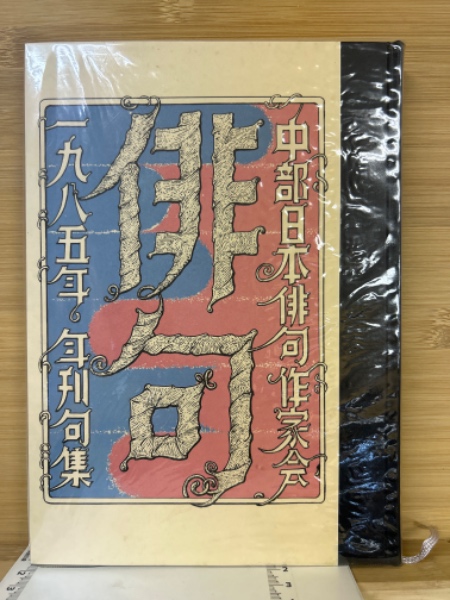 中部日本俳句作家会
俳句
一九八五年・年刊句集